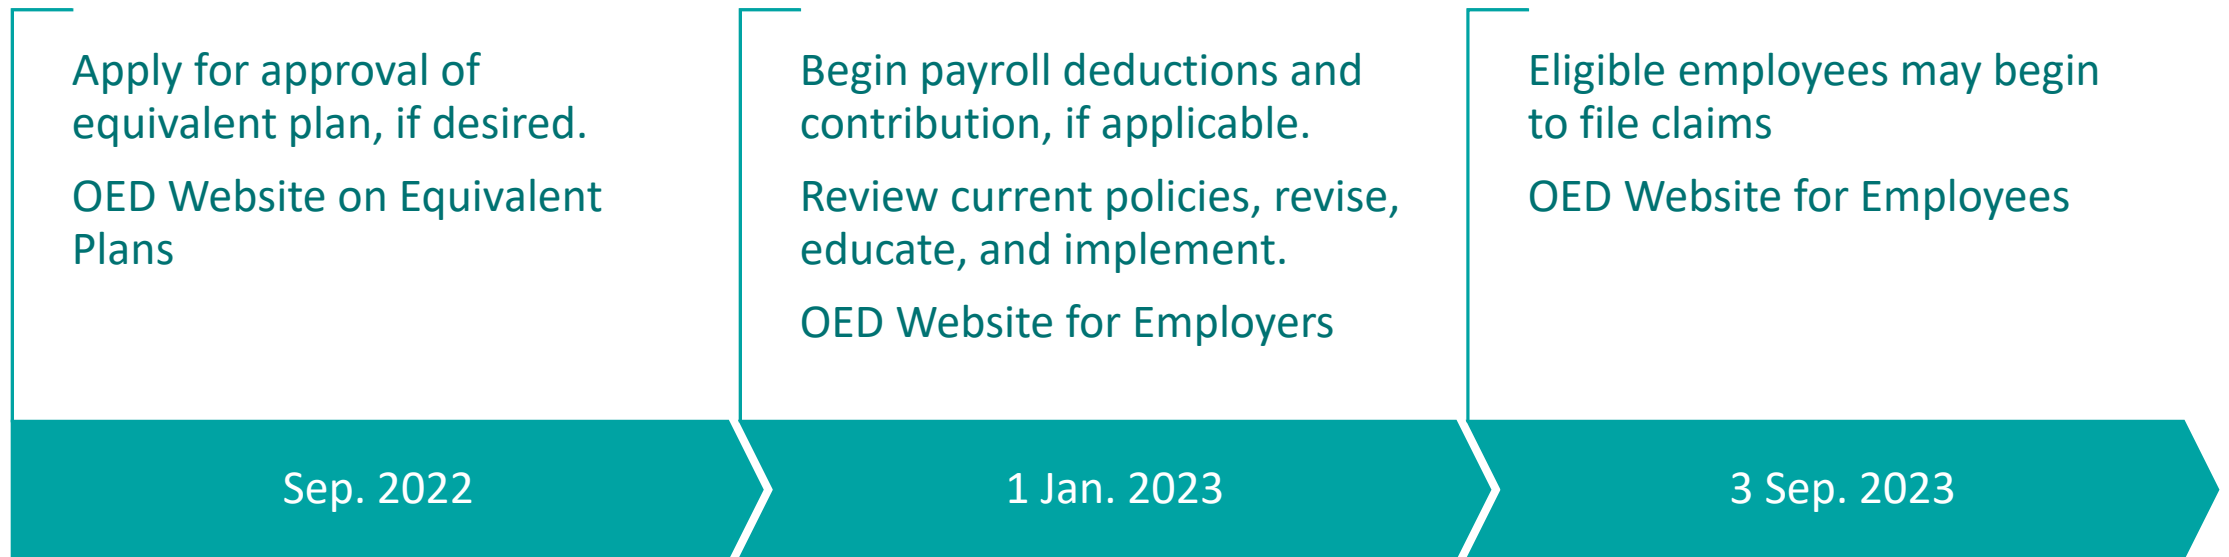 Apply for approval of
equivalent plan, if desired.
OED Website on Equivalent
Plans
Sep. 2022
Begin payroll deductions and
contribution, if applicable.
Review current policies, revise,
educate, and implement.
OED Website for Employers
1 Jan. 2023
Eligible employees may begin
to file claims
OED Website for Employees
3 Sep. 2023